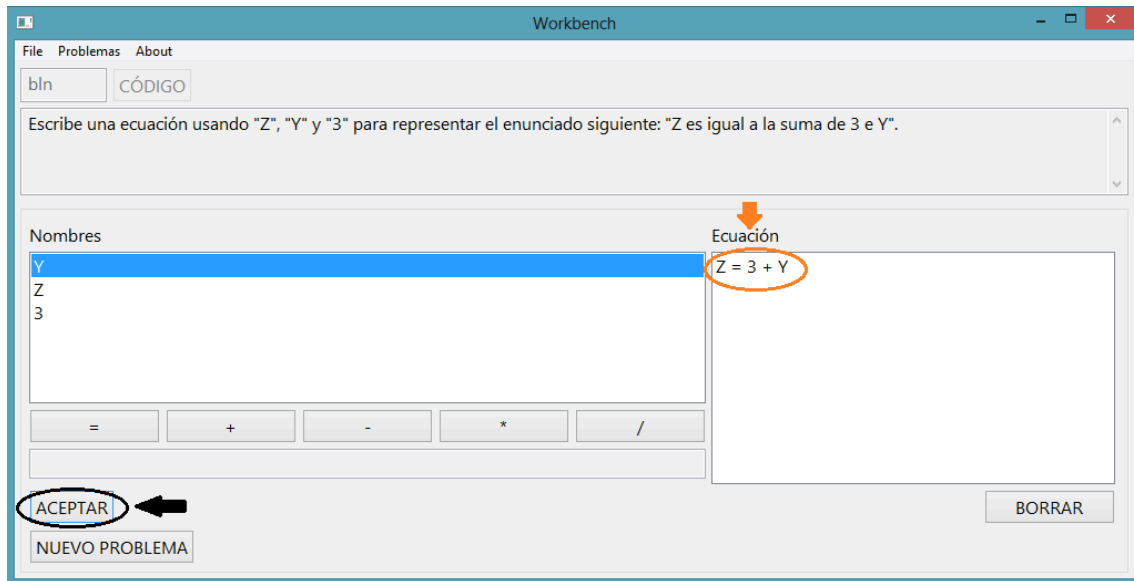 Workbench
File Problemas About
bln CÓDIGO
Escribe una ecuación usando "Z", "Y" y "3" para representar el enunciado siguiente: "Z es igual a la suma de 3 e Y".
Nombres
Y
Z
3
= + - * /
Ecuación
Z = 3 + Y
ACEPTAR
BORRAR
NUEVO PROBLEMA